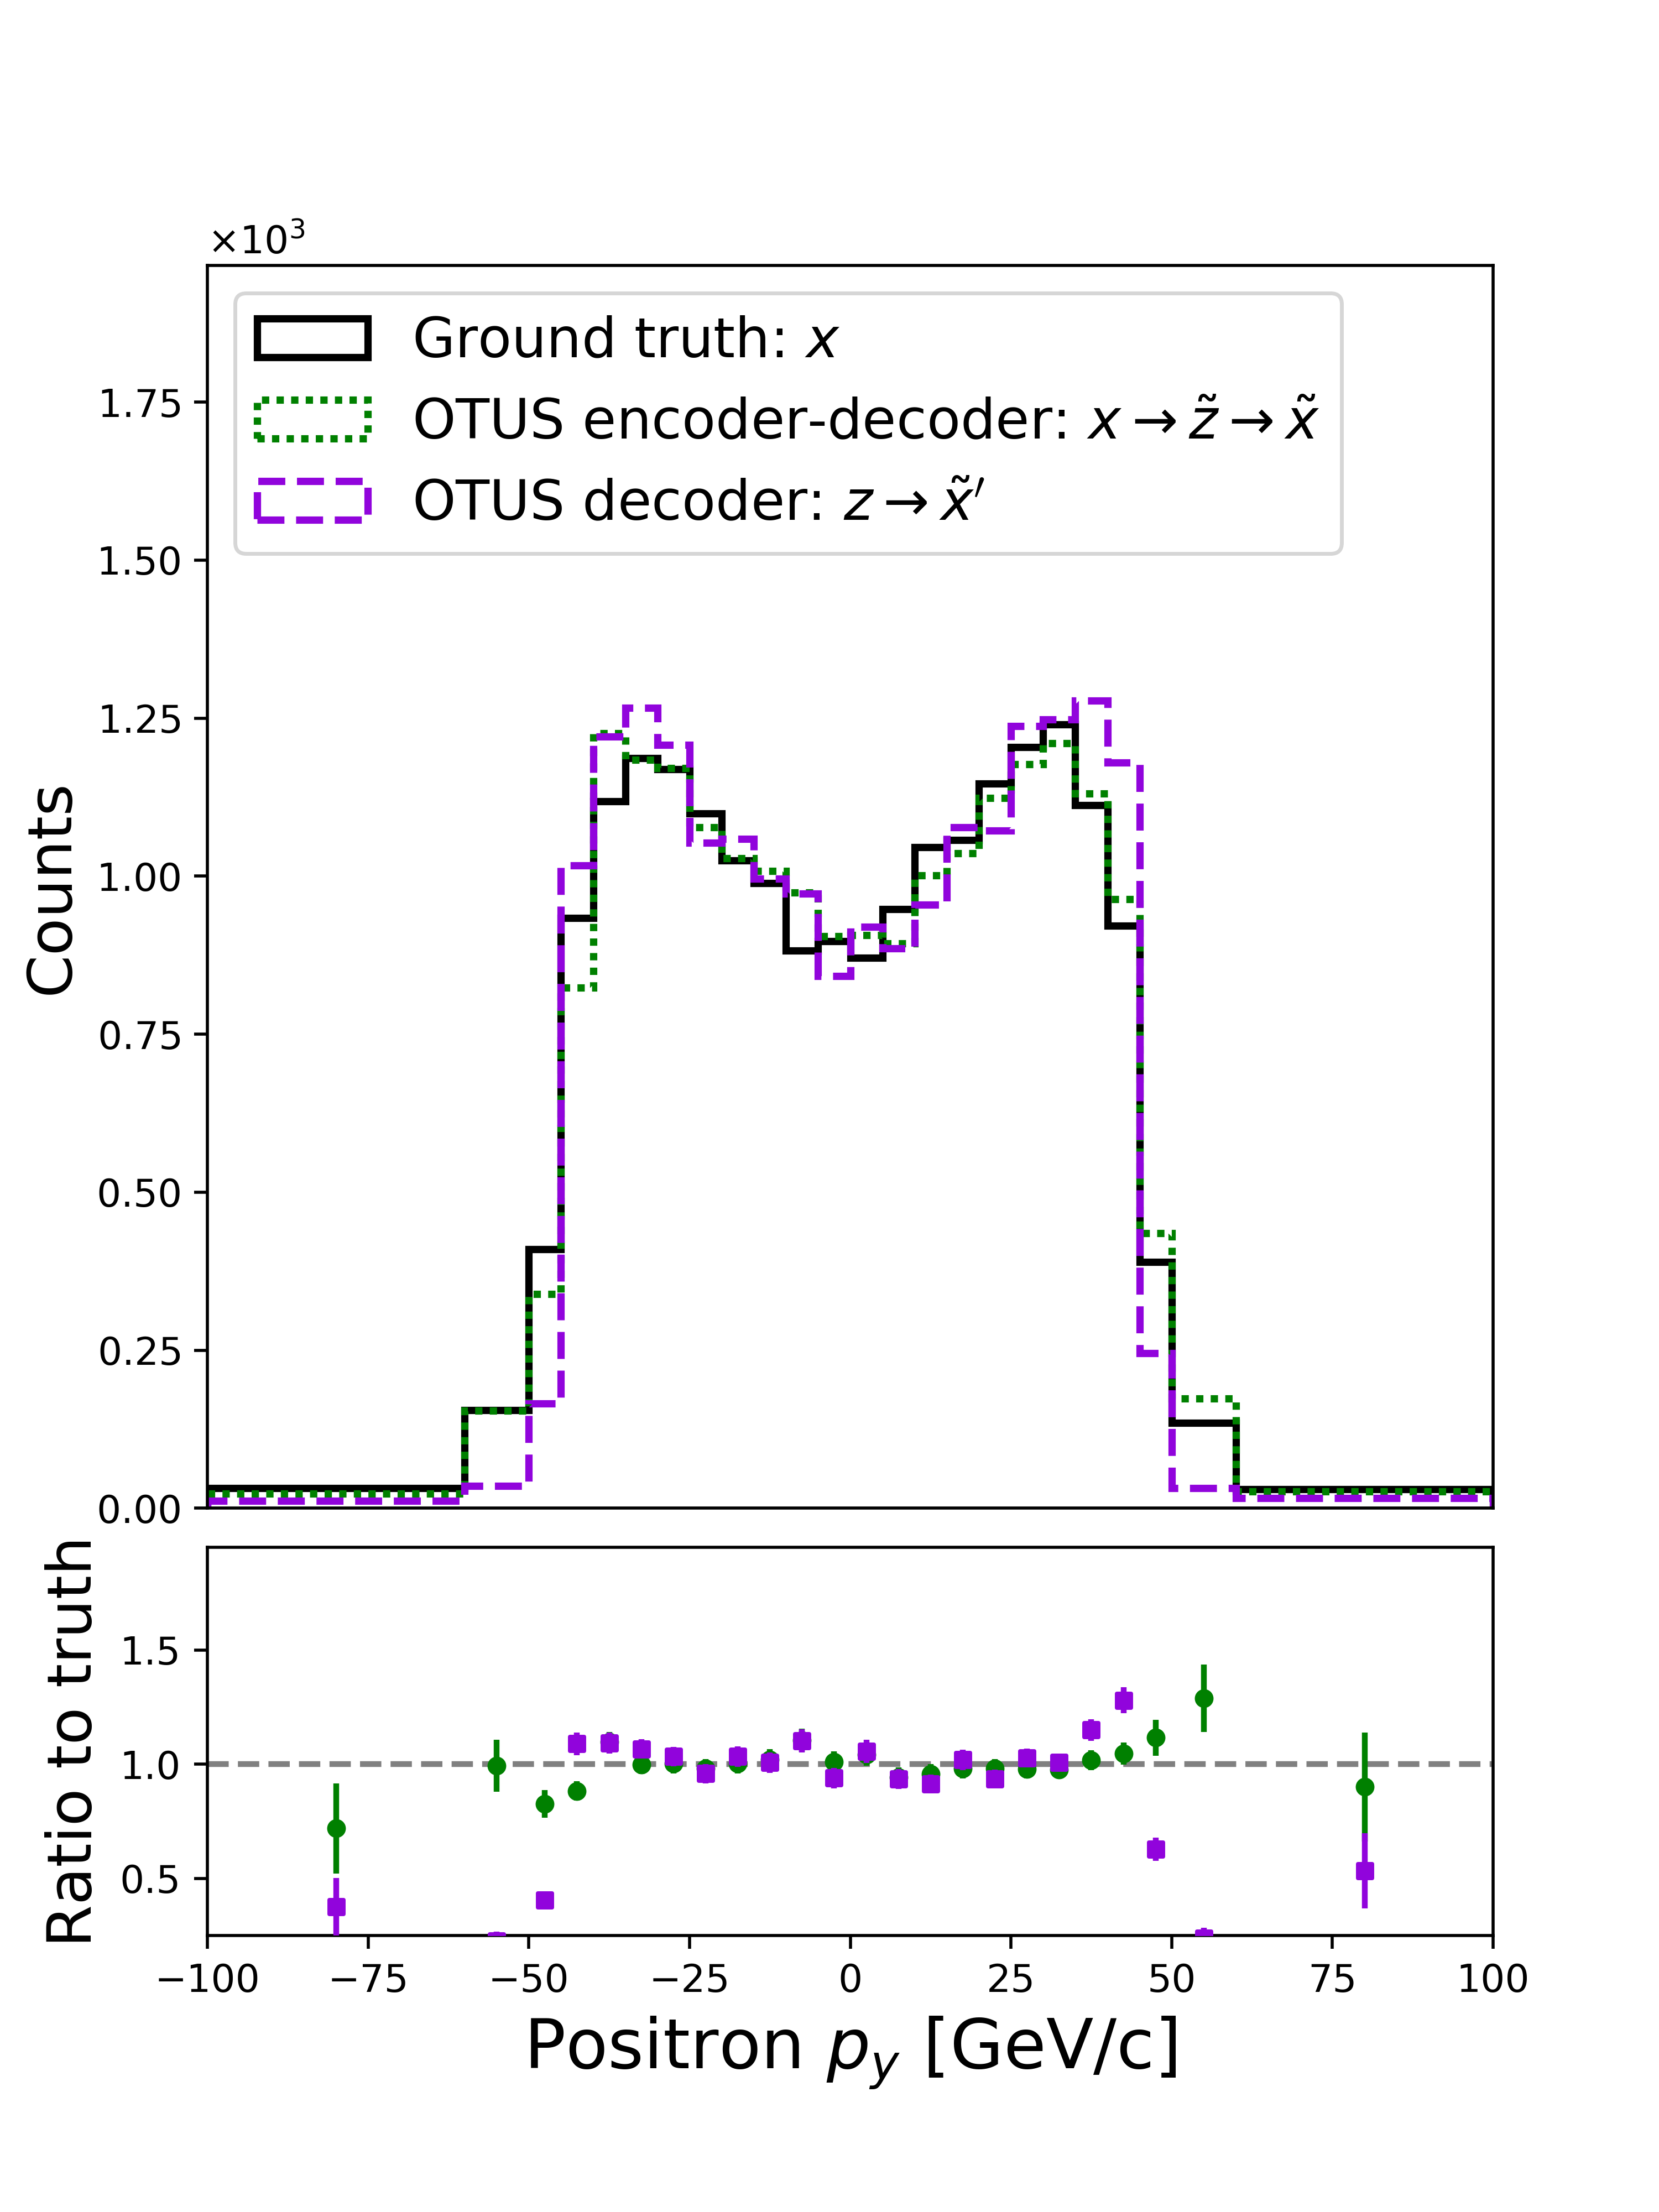 ×10³
Ground truth: x
OTUS encoder-decoder: x → z̃ → x̃
OTUS decoder: z → x̃′
1.75
1.50
1.25
1.00
0.75
0.50
0.25
0.00
Counts
1.5
1.0
0.5
Ratio to truth
−100 −75 −50 −25 0 25 50 75 100
Positron p_y [GeV/c]